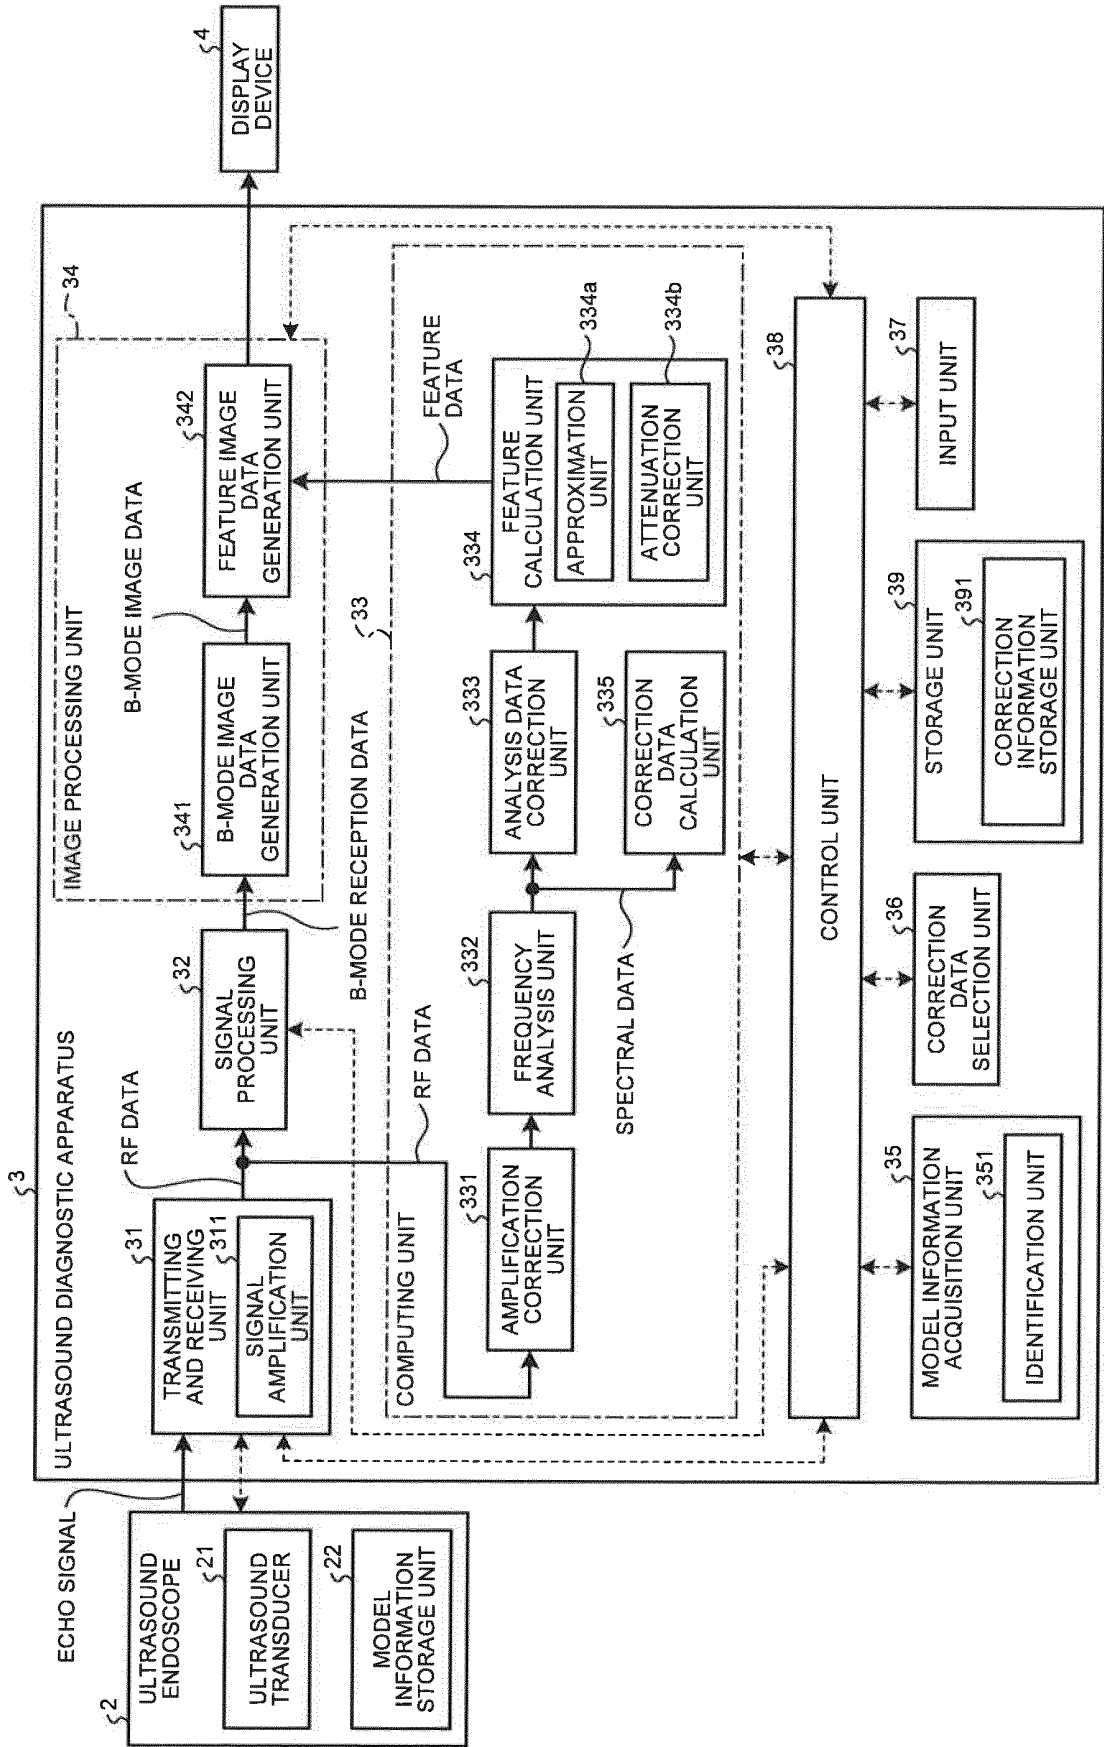 3
ULTRASOUND DIAGNOSTIC APPARATUS
ECHO SIGNAL
2
ULTRASOUND
ENDOSCOPE
21
ULTRASOUND
TRANSDUCER
22
MODEL
INFORMATION
STORAGE UNIT
31
TRANSMITTING
AND RECEIVING
UNIT
311
SIGNAL
AMPLIFICATION
UNIT
RF DATA
32
SIGNAL
PROCESSING
UNIT
B-MODE RECEPTION DATA
IMAGE PROCESSING UNIT
34
341
B-MODE IMAGE
DATA
GENERATION UNIT
B-MODE IMAGE DATA
342
FEATURE IMAGE
DATA
GENERATION UNIT
4
DISPLAY
DEVICE
COMPUTING UNIT
33
RF DATA
331
AMPLIFICATION
CORRECTION
UNIT
332
FREQUENCY
ANALYSIS UNIT
SPECTRAL DATA
333
ANALYSIS DATA
CORRECTION
UNIT
335
CORRECTION
DATA
CALCULATION
UNIT
334
FEATURE
CALCULATION UNIT
APPROXIMATION
UNIT
334a
ATTENUATION
CORRECTION
UNIT
334b
FEATURE
DATA
CONTROL UNIT
38
35
MODEL INFORMATION
ACQUISITION UNIT
351
IDENTIFICATION UNIT
36
CORRECTION
DATA
SELECTION UNIT
39
STORAGE UNIT
391
CORRECTION
INFORMATION
STORAGE UNIT
37
INPUT UNIT